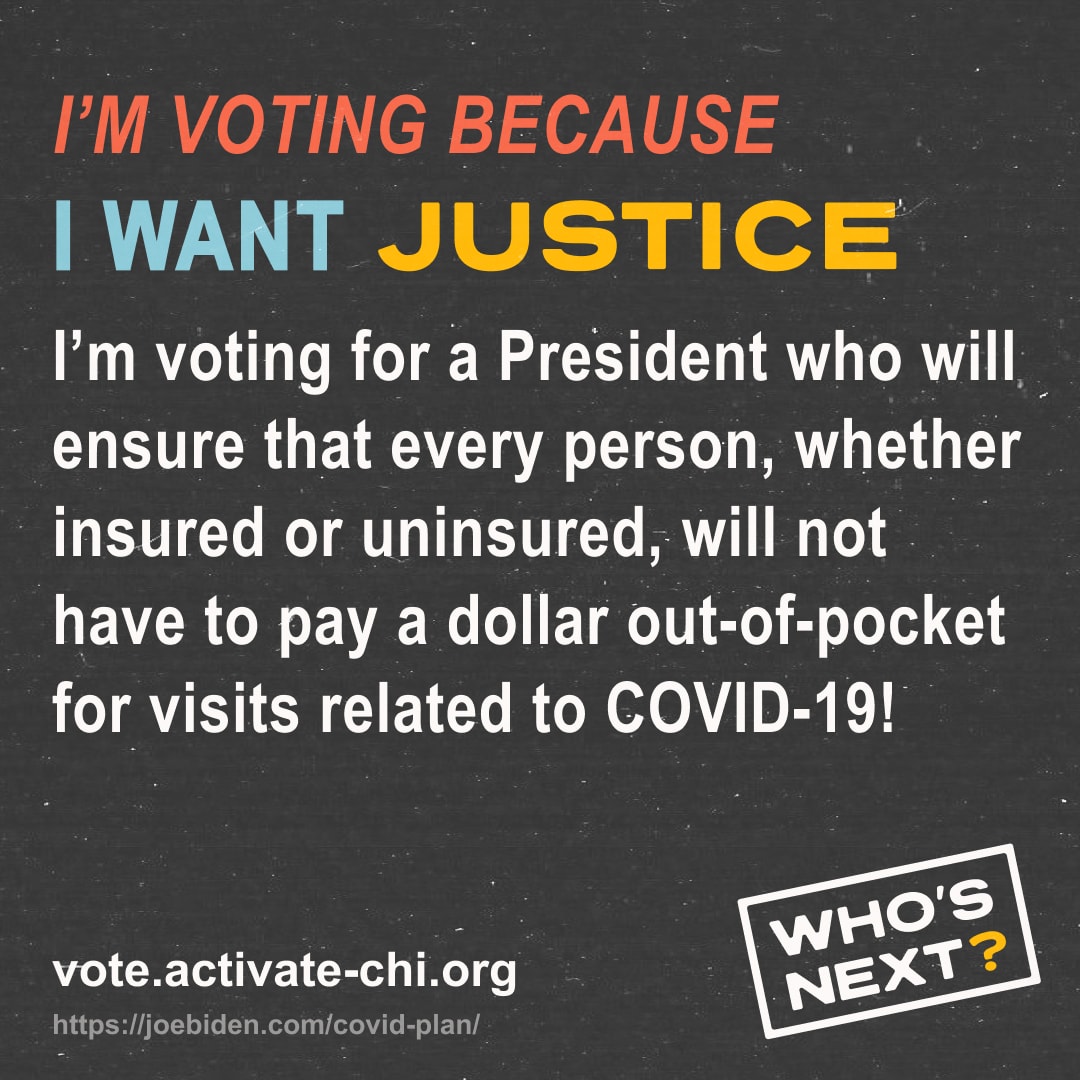 I’M VOTING BECAUSE
I WANT JUSTICE
I’m voting for a President who will
ensure that every person, whether
insured or uninsured, will not
have to pay a dollar out-of-pocket
for visits related to COVID-19!
WHO’S
NEXT?
vote.activate-chi.org
https://joebiden.com/covid-plan/